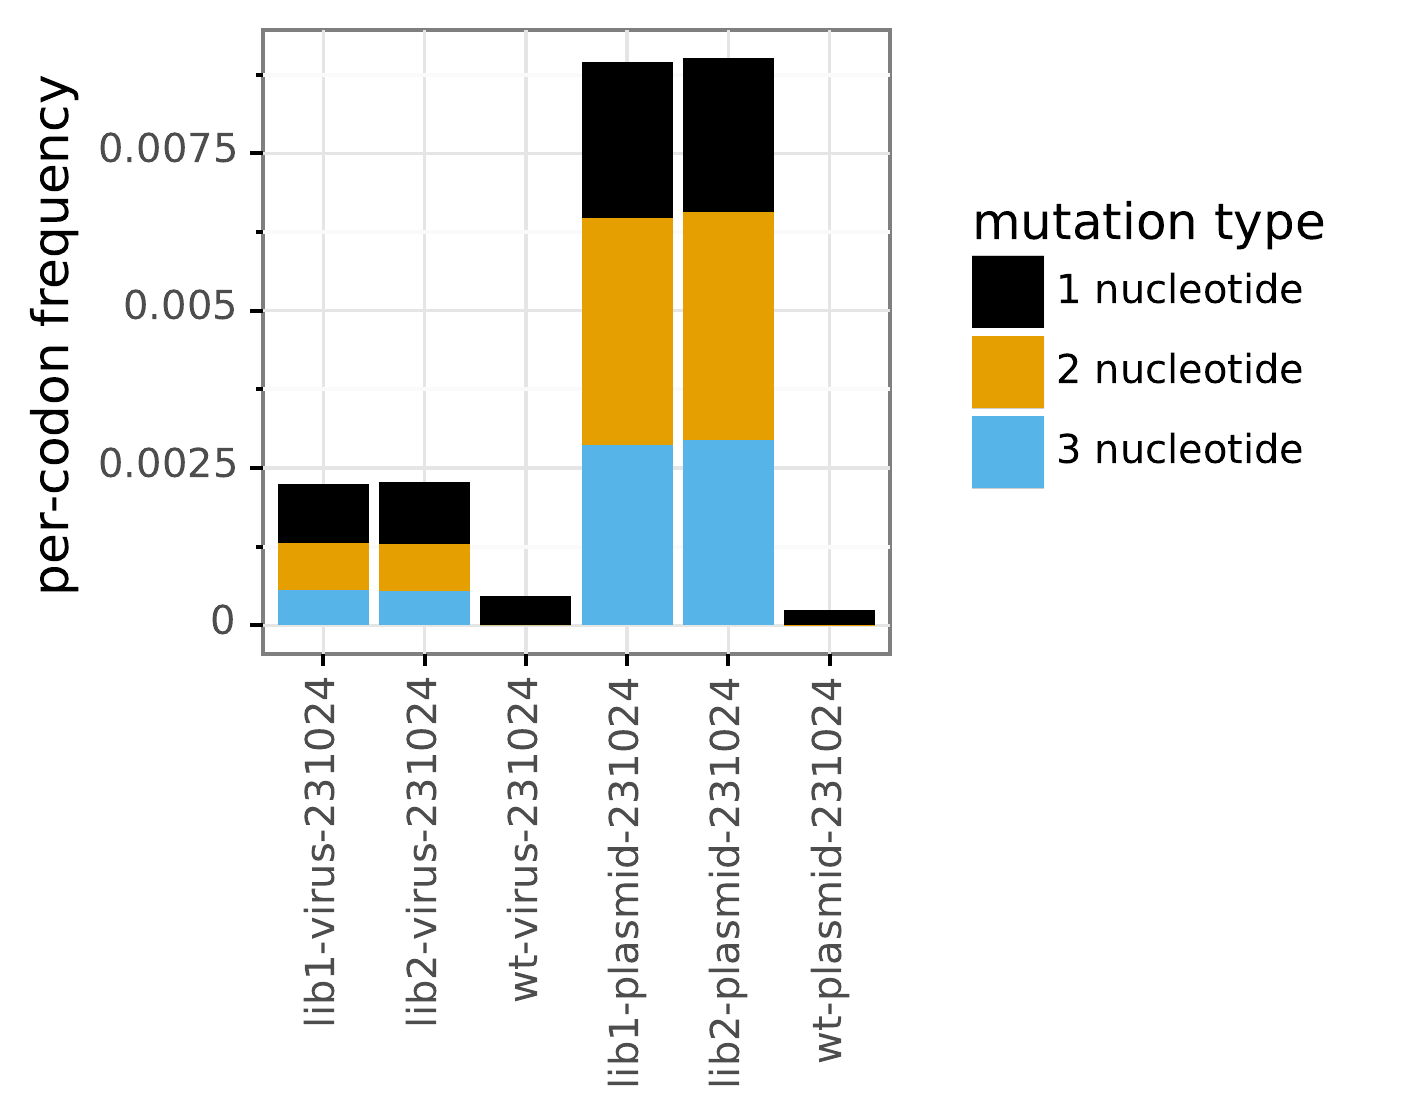 per-codon frequency
0.0075
0.005
0.0025
0
lib1-virus-231024
lib2-virus-231024
wt-virus-231024
lib1-plasmid-231024
lib2-plasmid-231024
wt-plasmid-231024
mutation type
1 nucleotide
2 nucleotide
3 nucleotide